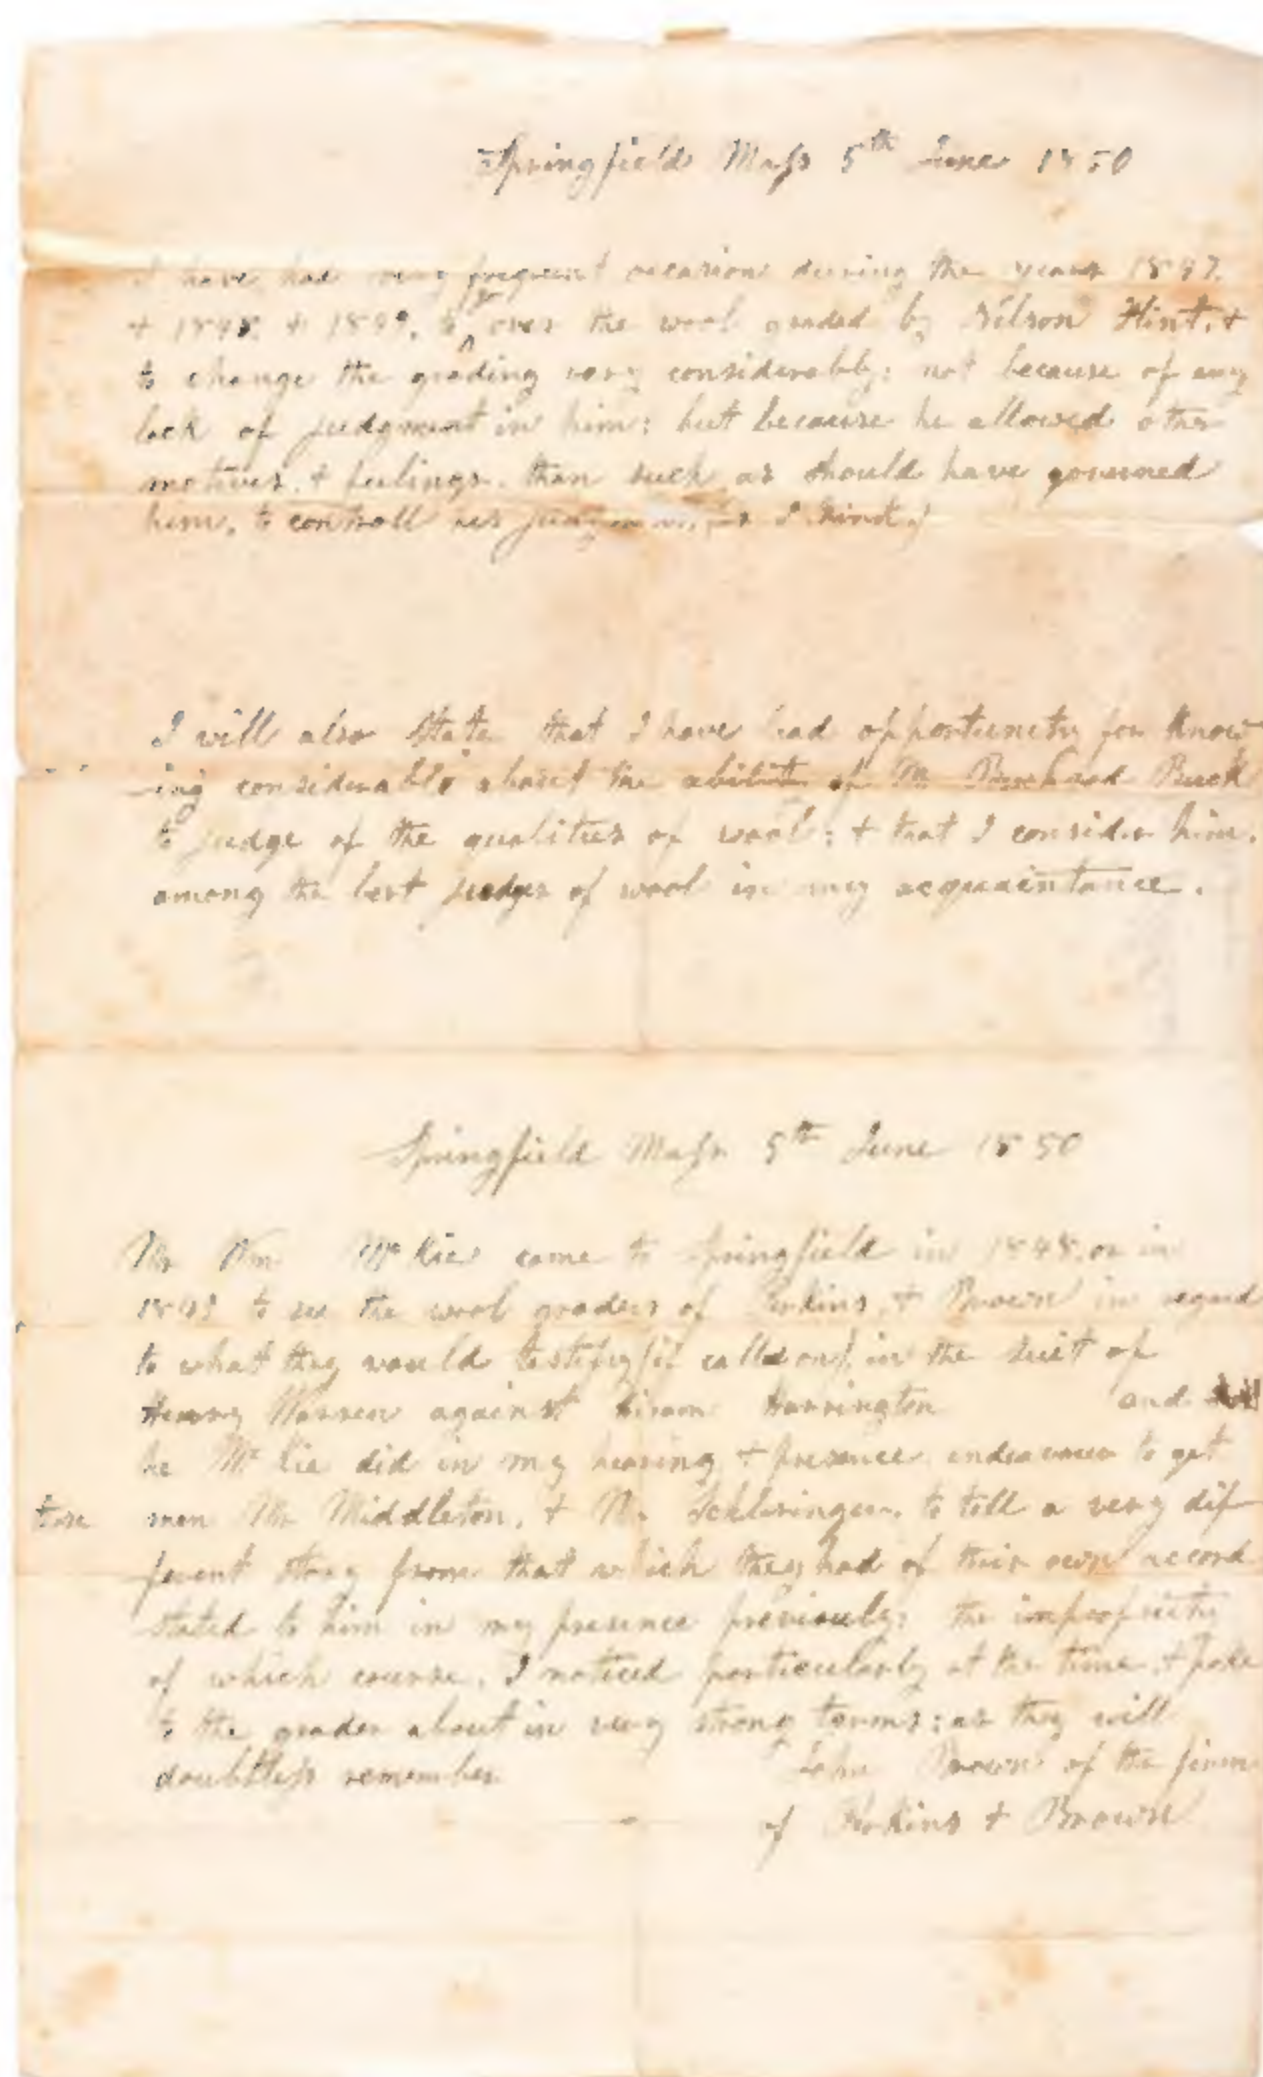 Springfield Mass 5th June 1850
I have had very frequent occasion during the years 1847.
+ 1848. + 1849. to over the wool graded by Nelson Flint, +
to change the grading very considerably: not because of any
lack of judgment in him: but because he allowed other
motives, + feelings, than such as should have governed
him, to controll his
I will also State that I have had opportunity for know
ing considerable about the ability of Mr Buck
to judge of the qualities of wool; + that I consider him,
among the best judges of wool in my acquaintance.
Springfield Mass 5th June 1850
Mr Wm McKie came to Springfield in 1848, or in
1849 to see the wool graders of Perkins, + Brown in regard
to what they would testify (if called on) in the suit of
Henry Warren against Hiram Harrington and
he McKie did in my hearing + presence endeavour to get
men Mr Middleton, + Mr to tell a very dif
ferent story from that which they had of their own accord
stated to him in my presence previously; the impropriety
of which course, I noticed particularly at the time, +
to the grader about in very strong terms; as they will
doubtless remember John Brown of the firm
of Perkins + Brown